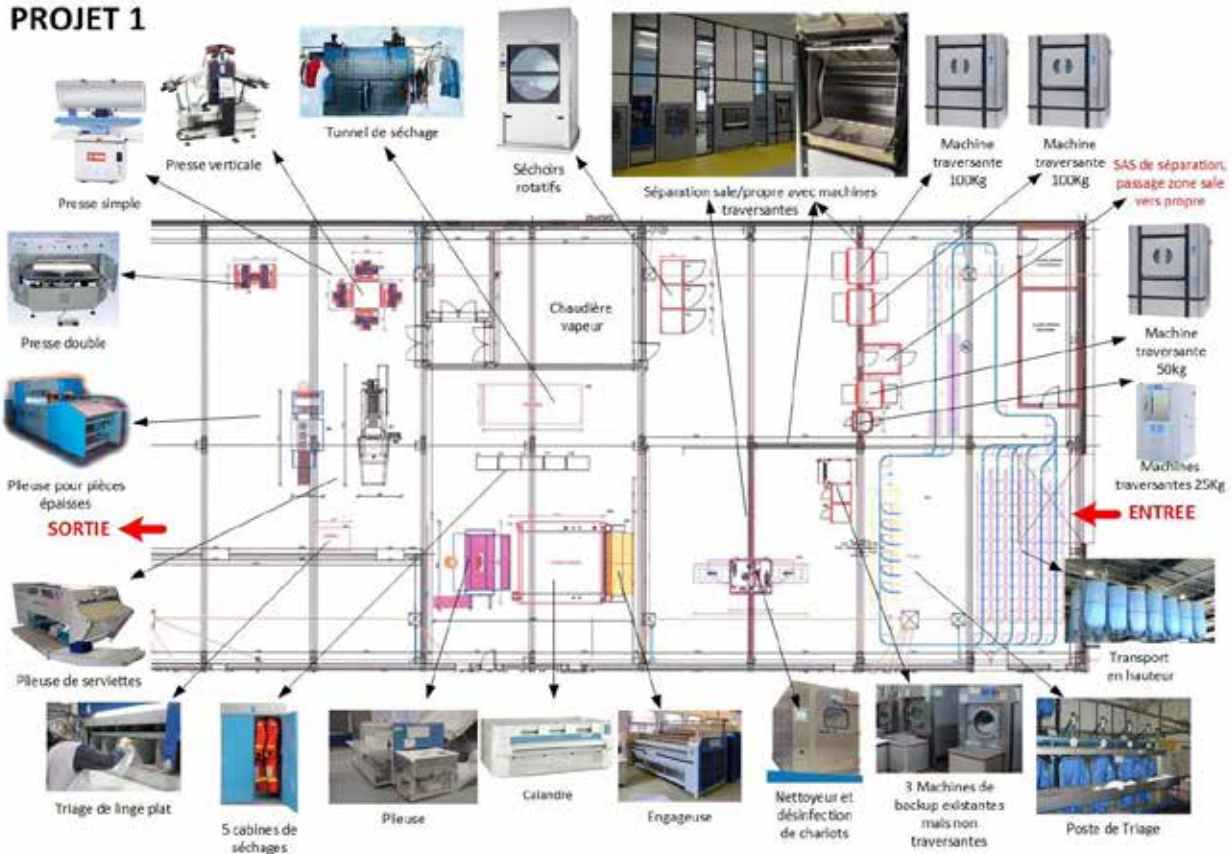 PROJET 1
Presse simple
Presse verticale
Tunnel de séchage
Séchoirs
rotatifs
Séparation sale/propre avec machines
traversantes
Machine
traversante
100Kg
Machine
traversante
100Kg
SAS de séparation,
passage zone sale
vers propre
Presse double
Chaudière
vapeur
Machine
traversante
50kg
Plieuse pour pièces
épaisses
Machines
traversantes 25Kg
SORTIE
ENTREE
Plieuse de serviettes
Transport
en hauteur
Triage de linge plat
5 cabines de
séchages
Plieuse
Calandre
Engageuse
Nettoyeur et
désinfection
de chariots
3 Machines de
backup existantes
mais non
traversantes
Poste de Triage